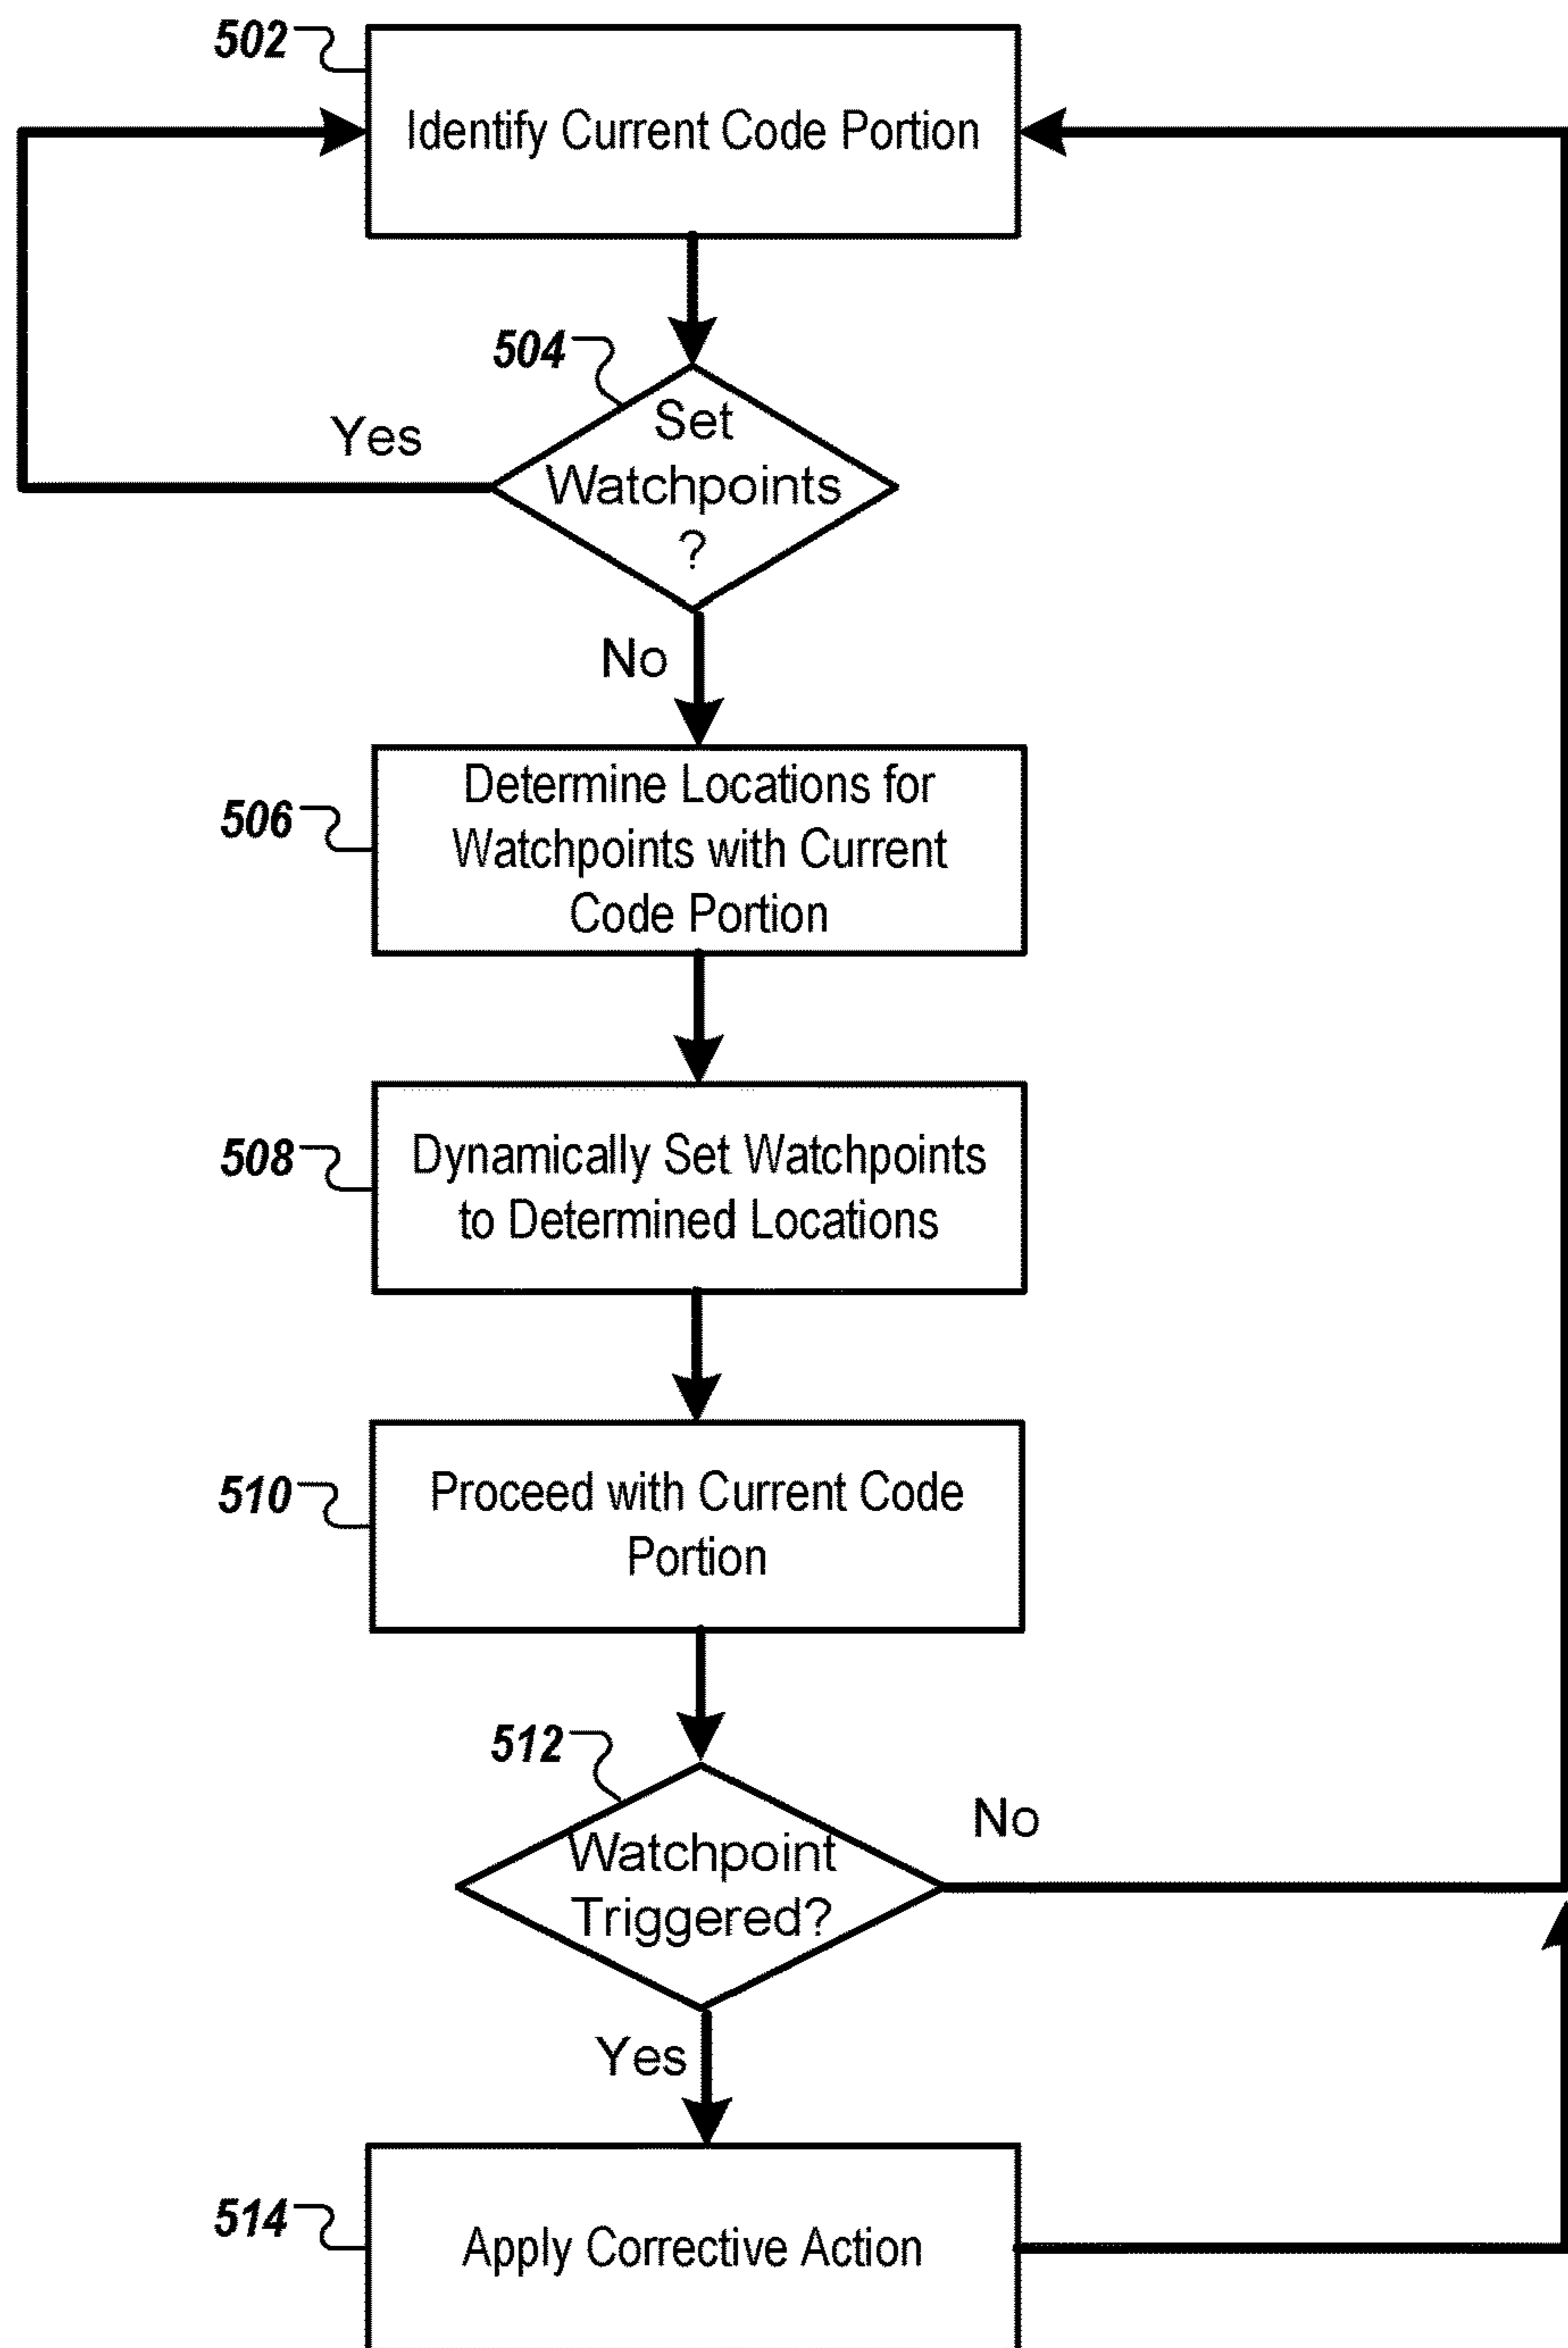 502
Identify Current Code Portion
504
Set
Watchpoints
?
Yes
No
506
Determine Locations for
Watchpoints with Current
Code Portion
508
Dynamically Set Watchpoints
to Determined Locations
510
Proceed with Current Code
Portion
512
Watchpoint
Triggered?
No
Yes
514
Apply Corrective Action